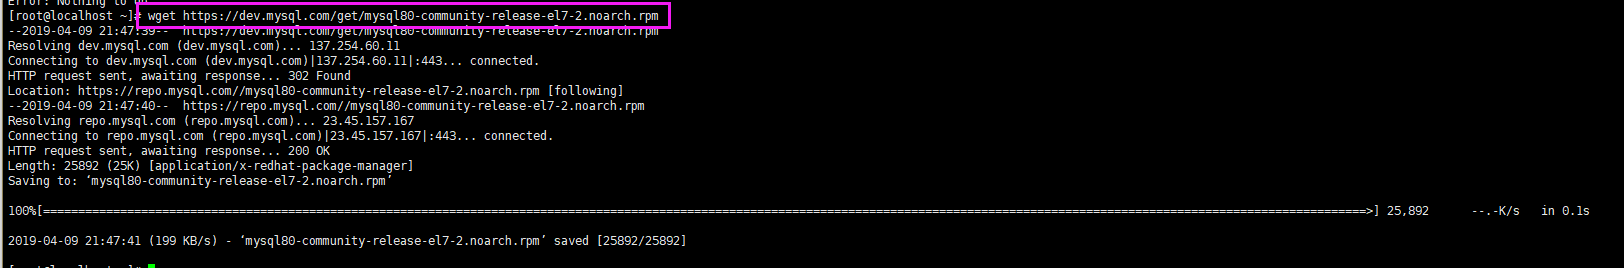 Error: Nothing to do
[root@localhost ~]# wget https://dev.mysql.com/get/mysql80-community-release-el7-2.noarch.rpm
--2019-04-09 21:47:39--  https://dev.mysql.com/get/mysql80-community-release-el7-2.noarch.rpm
Resolving dev.mysql.com (dev.mysql.com)... 137.254.60.11
Connecting to dev.mysql.com (dev.mysql.com)|137.254.60.11|:443... connected.
HTTP request sent, awaiting response... 302 Found
Location: https://repo.mysql.com//mysql80-community-release-el7-2.noarch.rpm [following]
--2019-04-09 21:47:40--  https://repo.mysql.com//mysql80-community-release-el7-2.noarch.rpm
Resolving repo.mysql.com (repo.mysql.com)... 23.45.157.167
Connecting to repo.mysql.com (repo.mysql.com)|23.45.157.167|:443... connected.
HTTP request sent, awaiting response... 200 OK
Length: 25892 (25K) [application/x-redhat-package-manager]
Saving to: ‘mysql80-community-release-el7-2.noarch.rpm’
100%[======================================>] 25,892      --.-K/s   in 0.1s
2019-04-09 21:47:41 (199 KB/s) - ‘mysql80-community-release-el7-2.noarch.rpm’ saved [25892/25892]